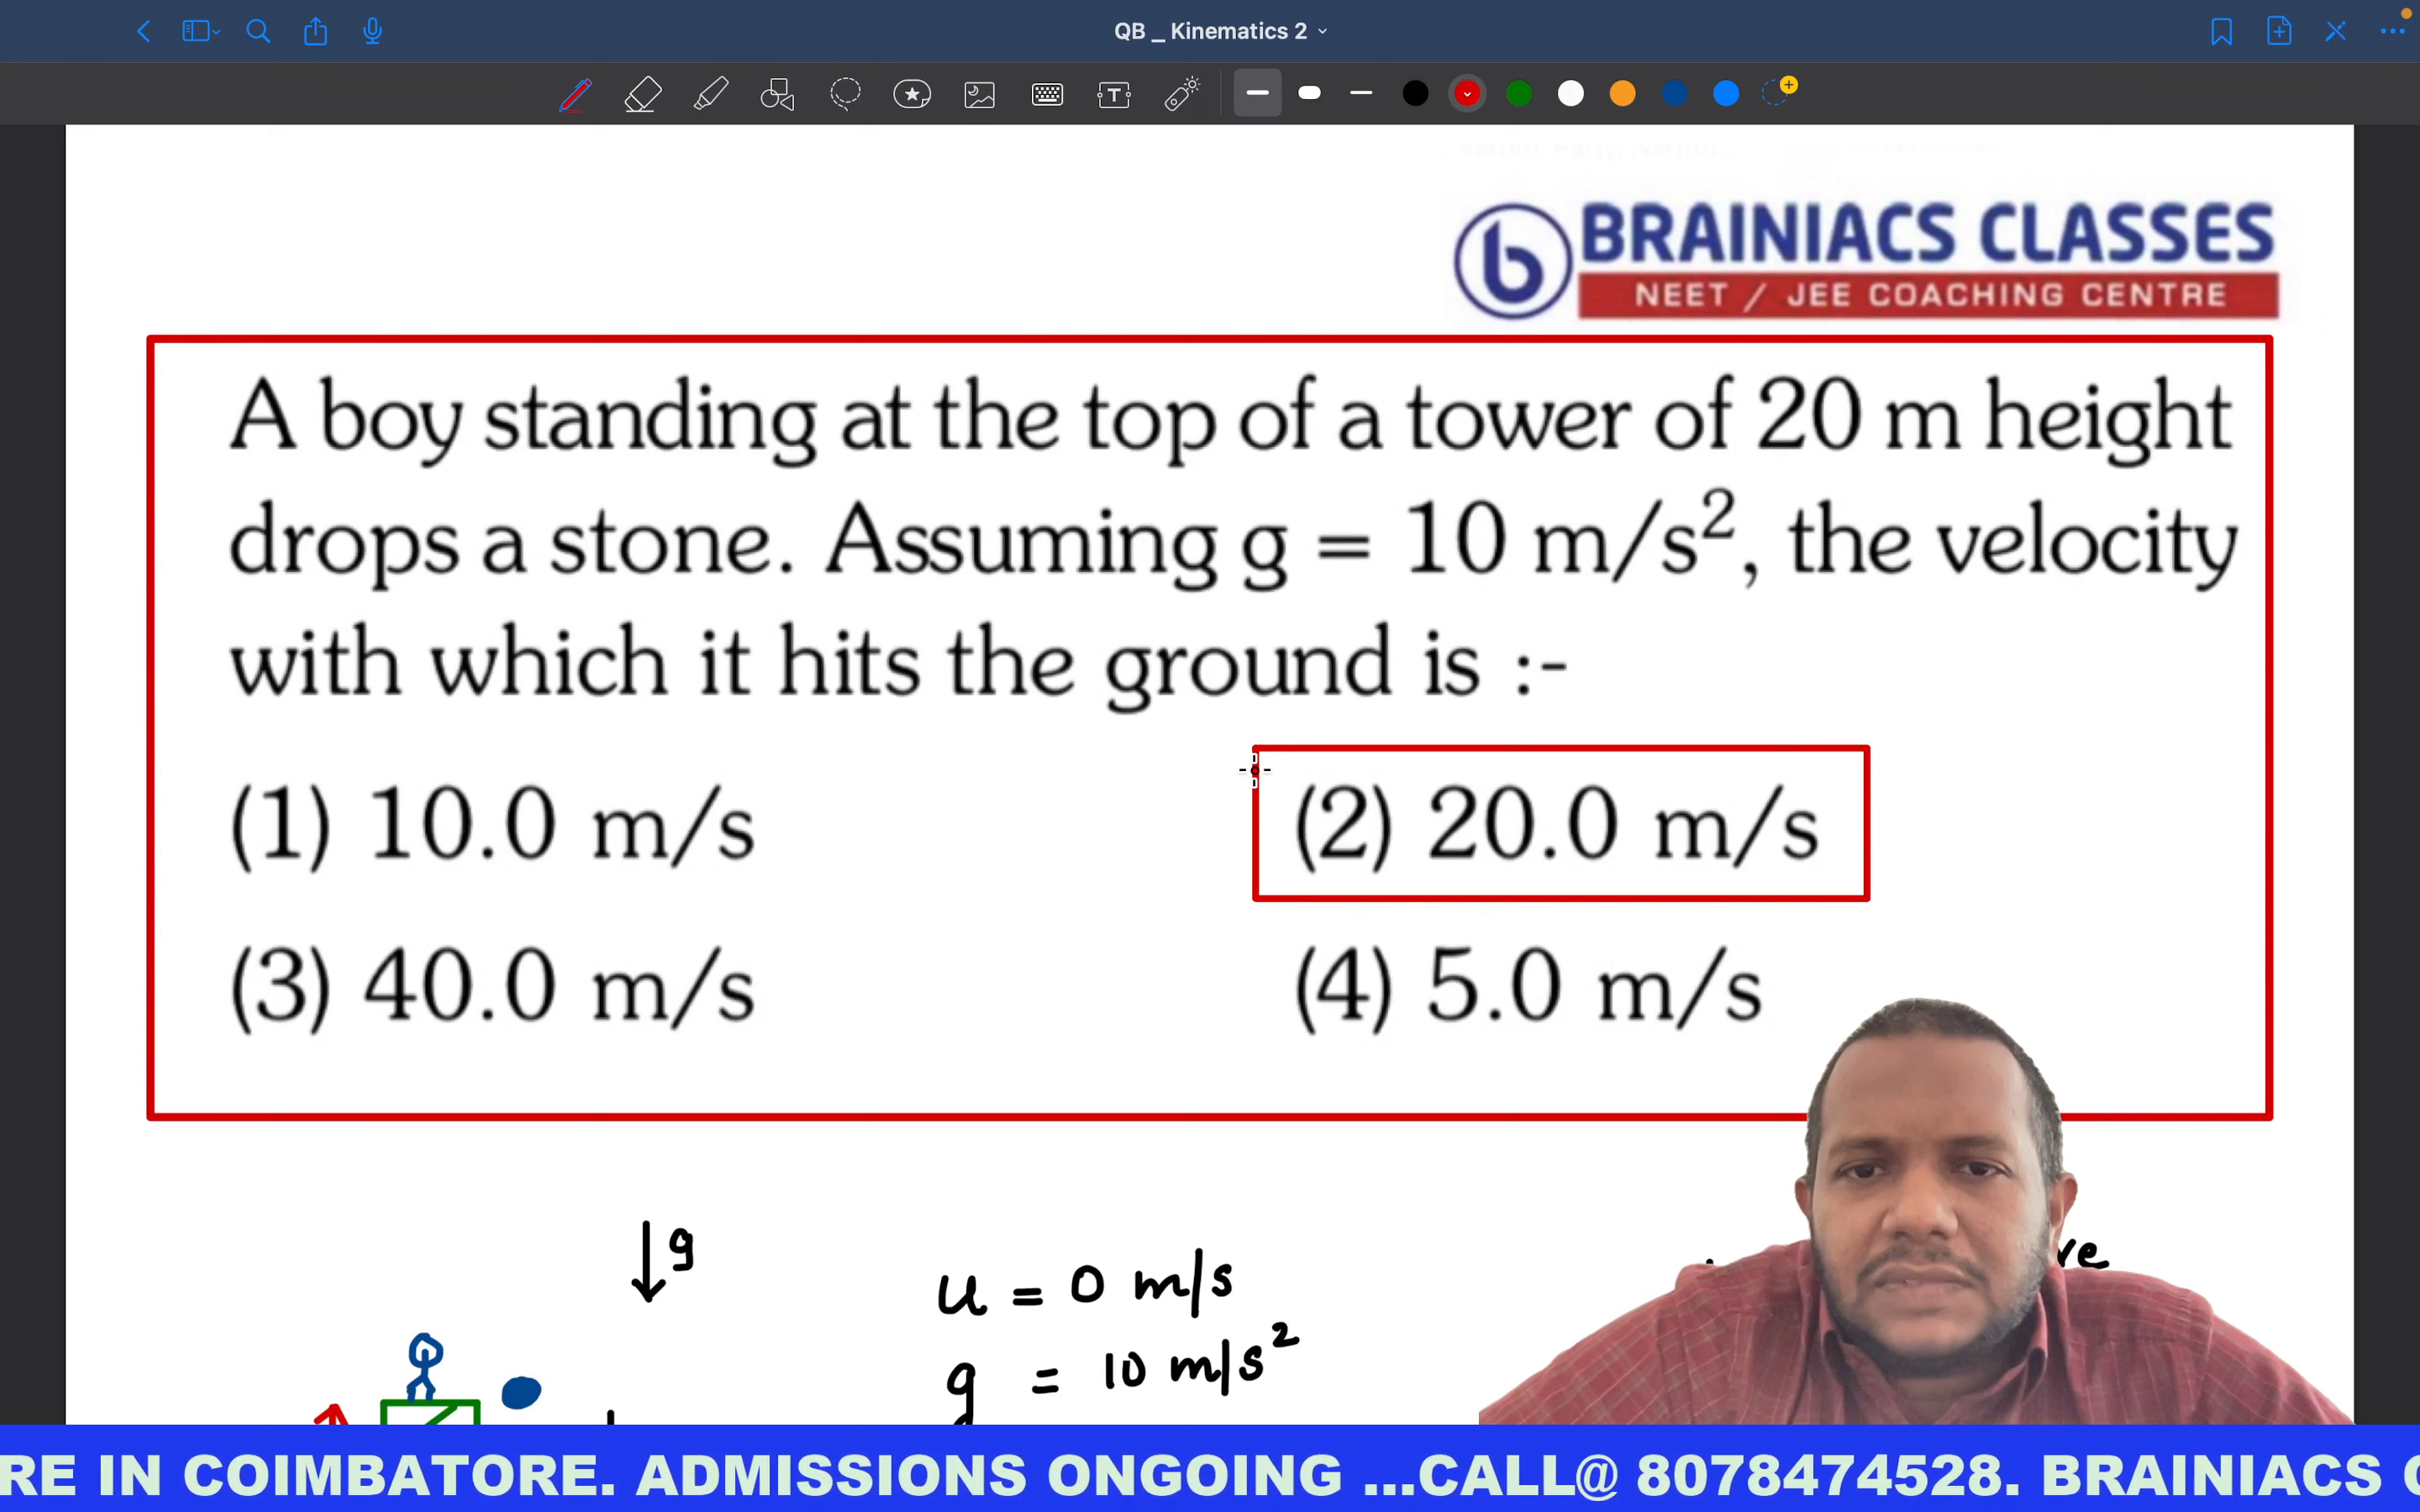 QB _ Kinematics 2
BRAINIACS CLASSES
NEET / JEE COACHING CENTRE
A boy standing at the top of a tower of 20 m height
drops a stone. Assuming g = 10 m/s², the velocity
with which it hits the ground is :-
(1) 10.0 m/s
(2) 20.0 m/s
(3) 40.0 m/s
(4) 5.0 m/s
↓g
u = 0 m/s
g = 10 m/s²
RE IN COIMBATORE. ADMISSIONS ONGOING ...CALL@ 8078474528. BRAINIACS